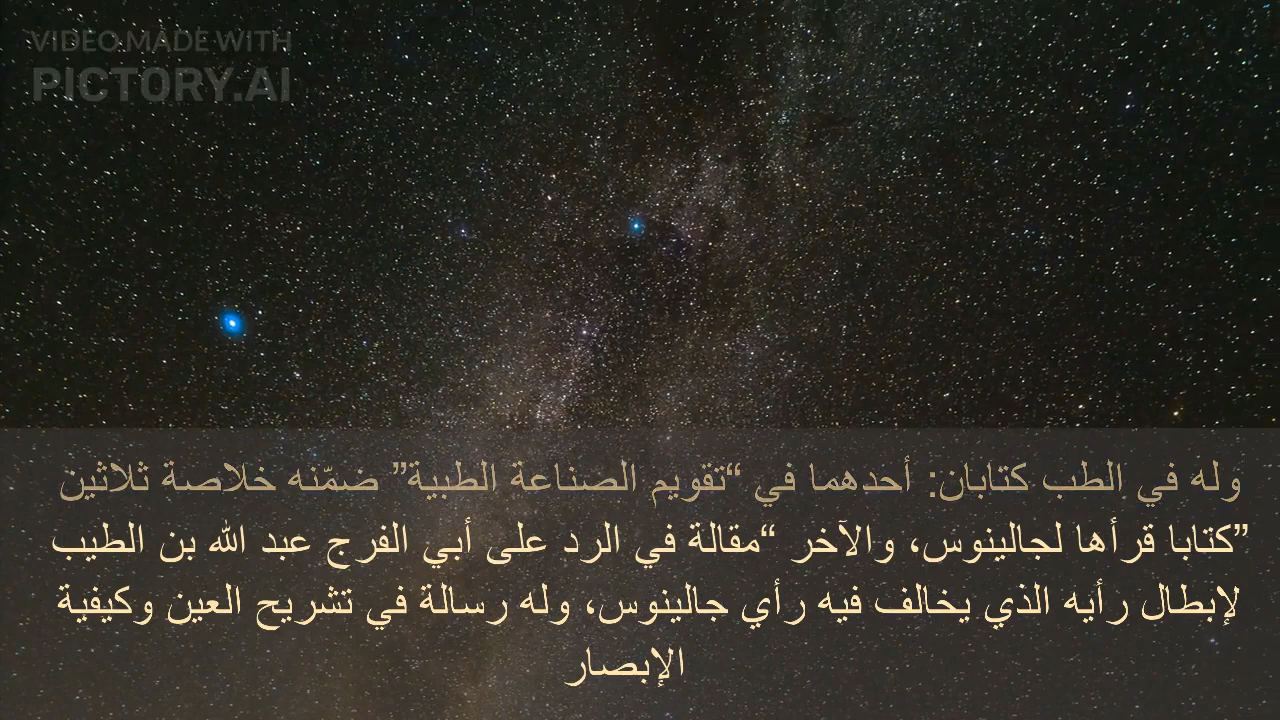 VIDEO MADE WITH
PICTORY.AI
وله في الطب كتابان: أحدهما في “تقويم الصناعة الطبية” ضمّنه خلاصة ثلاثين
”كتابا قرأها لجالينوس، والآخر “مقالة في الرد على أبي الفرج عبد الله بن الطيب
لإبطال رأيه الذي يخالف فيه رأي جالينوس، وله رسالة في تشريح العين وكيفية
الإبصار